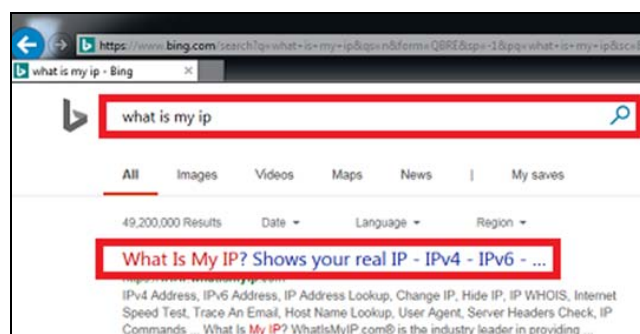 https://www.bing.com/search?q=what+is+my+ip&qs=n&form=QBRE&sp=-1&pq=what+is+my+ip&sc=8
what is my ip - Bing
what is my ip
All Images Videos Maps News | My saves
49,200,000 Results Date Language Region
What Is My IP? Shows your real IP - IPv4 - IPv6 - ...
IPv4 Address, IPv6 Address, IP Address Lookup, Change IP, Hide IP, IP WHOIS, Internet
Speed Test, Trace An Email, Host Name Lookup, User Agent, Server Headers Check, IP
Commands ... What Is My IP? WhatIsMyIP.com® is the industry leader in providing ...